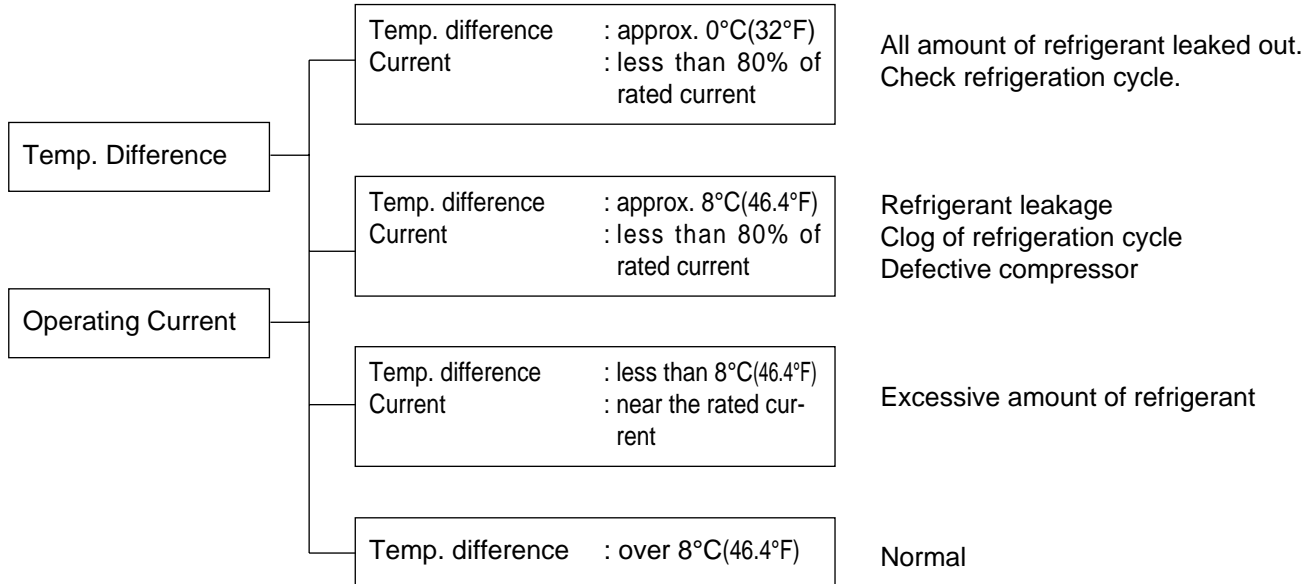 Temp. Difference
Operating Current
Temp. difference : approx. 0°C(32°F)
Current : less than 80% of
rated current
All amount of refrigerant leaked out.
Check refrigeration cycle.
Temp. difference : approx. 8°C(46.4°F)
Current : less than 80% of
rated current
Refrigerant leakage
Clog of refrigeration cycle
Defective compressor
Temp. difference : less than 8°C(46.4°F)
Current : near the rated cur-
rent
Excessive amount of refrigerant
Temp. difference : over 8°C(46.4°F)
Normal